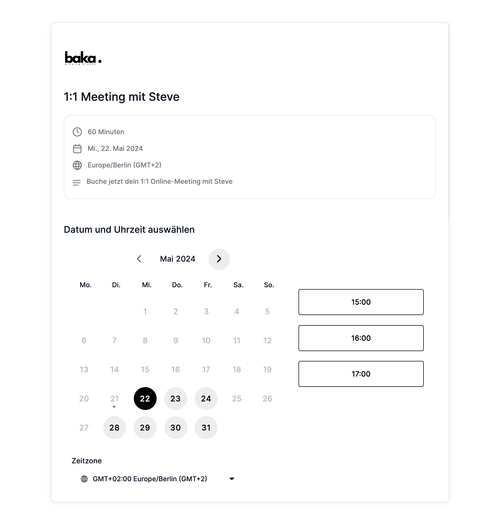 baka.
1:1 Meeting mit Steve
60 Minuten
Mi., 22. Mai 2024
Europe/Berlin (GMT+2)
Buche jetzt dein 1:1 Online-Meeting mit Steve
Datum und Uhrzeit auswählen
Mai 2024
Mo. Di. Mi. Do. Fr. Sa. So.
1 2 3 4 5
6 7 8 9 10 11 12
13 14 15 16 17 18 19
20 21 22 23 24 25 26
27 28 29 30 31
15:00
16:00
17:00
Zeitzone
GMT+02:00 Europe/Berlin (GMT+2)